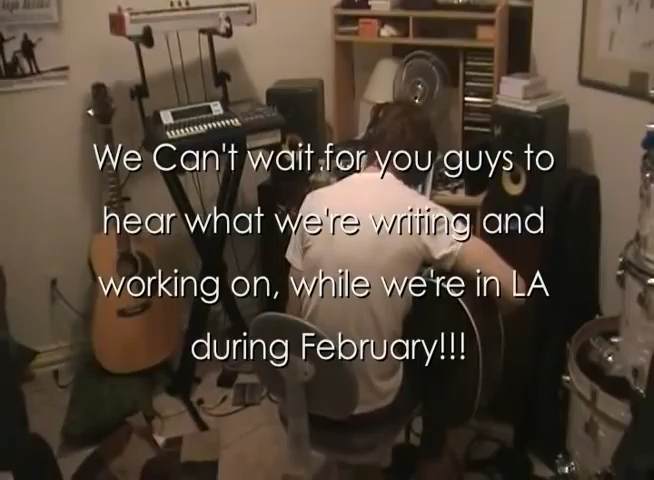 We Can't wait for you guys to
hear what we're writing and
working on, while we're in LA
during February!!!